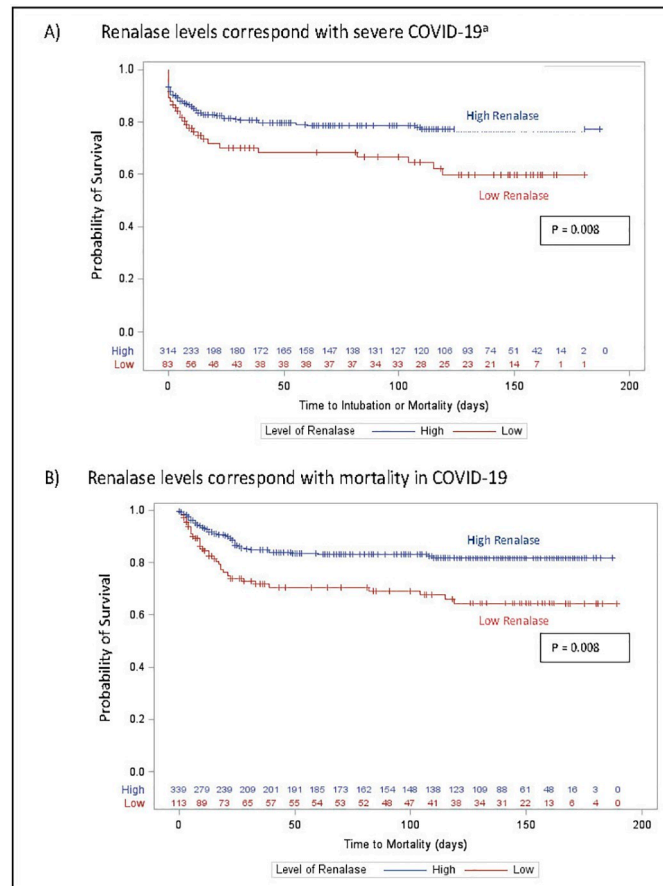 A) Renalase levels correspond with severe COVID-19ª
1.0
0.8
0.6
0.4
0.2
0.0
Probability of Survival
High Renalase
Low Renalase
P = 0.008
High 314 233 198 180 172 165 158 147 138 131 127 120 106 93 74 51 42 14 2 0
Low 83 56 46 43 38 38 38 37 37 34 33 28 25 23 21 14 7 1 1
0 50 100 150 200
Time to Intubation or Mortality (days)
Level of Renalase High Low
B) Renalase levels correspond with mortality in COVID-19
1.0
0.8
0.6
0.4
0.2
0.0
Probability of Survival
High Renalase
Low Renalase
P = 0.008
High 339 279 239 209 201 191 185 173 162 154 148 138 123 109 88 61 48 16 3 0
Low 113 89 73 65 57 55 54 53 52 48 47 41 38 34 31 22 13 6 4 0
0 50 100 150 200
Time to Mortality (days)
Level of Renalase High Low